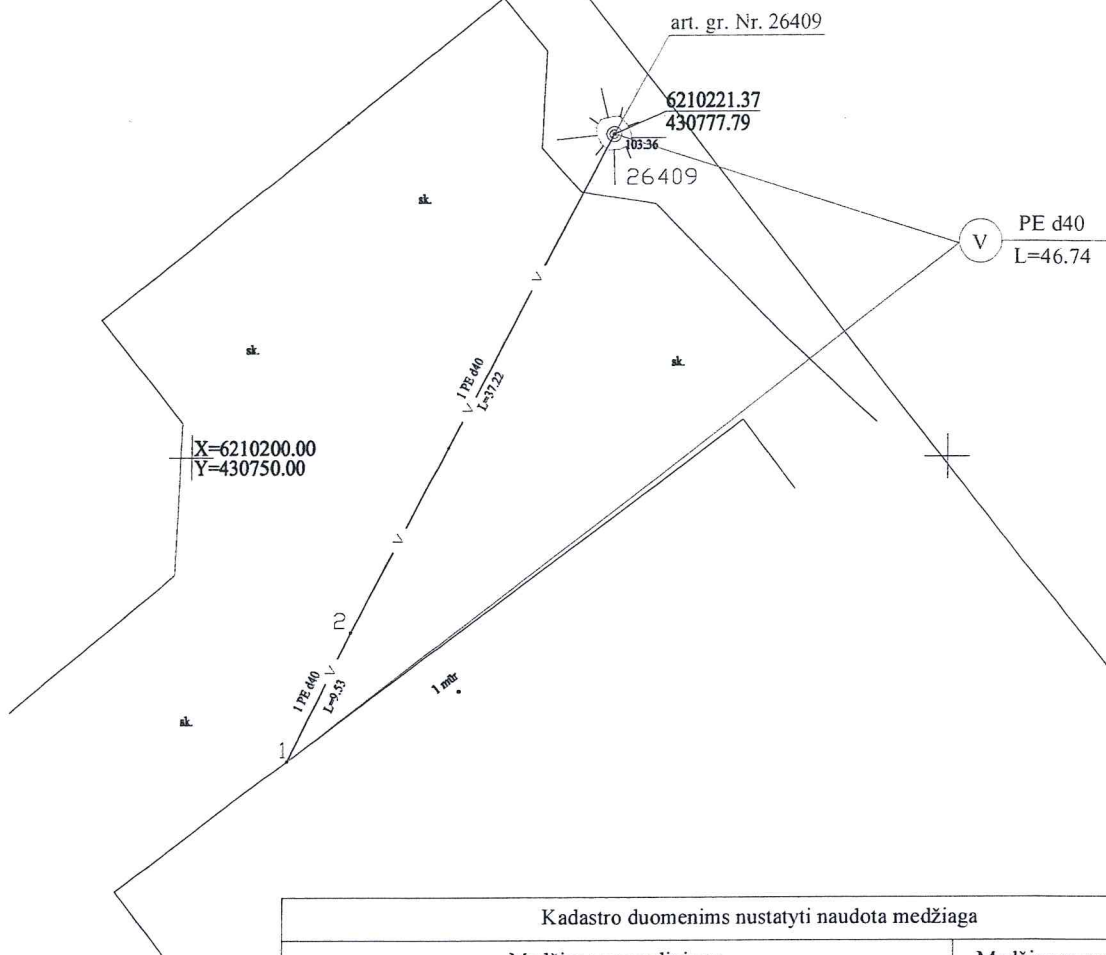 art. gr. Nr. 26409
6210221.37
430777.79
103.36
26409
sk.
PE d40
V
L=46.74
V
sk.
sk.
1 PE d40
L=37.22
V
X=6210200.00
Y=430750.00
V
2
V
1 PE d40
L=9.53
1 mūr
sk.
1
Kadastro duomenims nustatyti naudota medžiaga